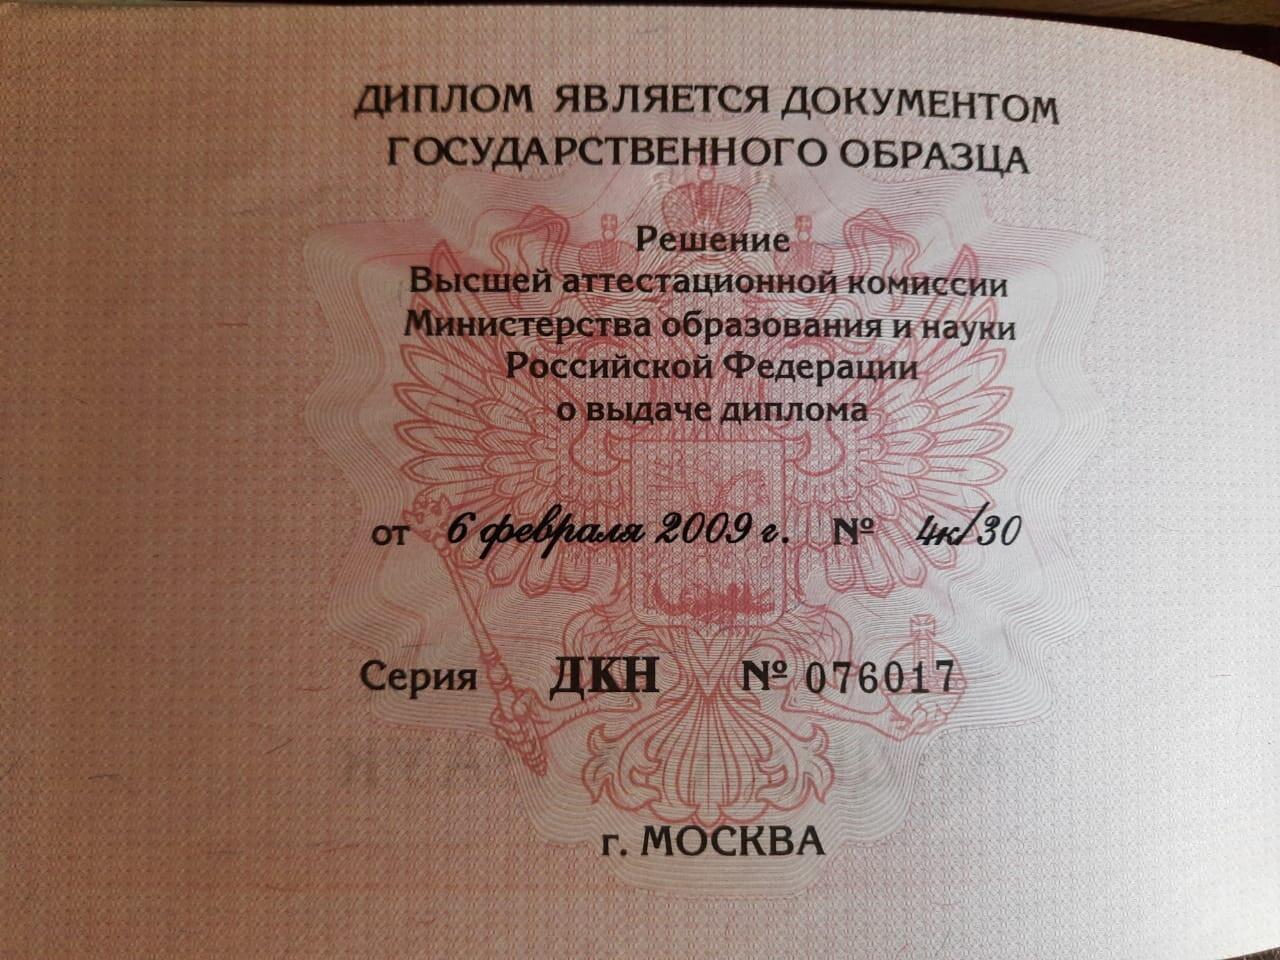 ДИПЛОМ ЯВЛЯЕТСЯ ДОКУМЕНТОМ
ГОСУДАРСТВЕННОГО ОБРАЗЦА
Решение
Высшей аттестационной комиссии
Министерства образования и науки
Российской Федерации
о выдаче диплома
от 6 февраля 2009 г. № 4к/30
Серия ДКН № 076017
г. МОСКВА